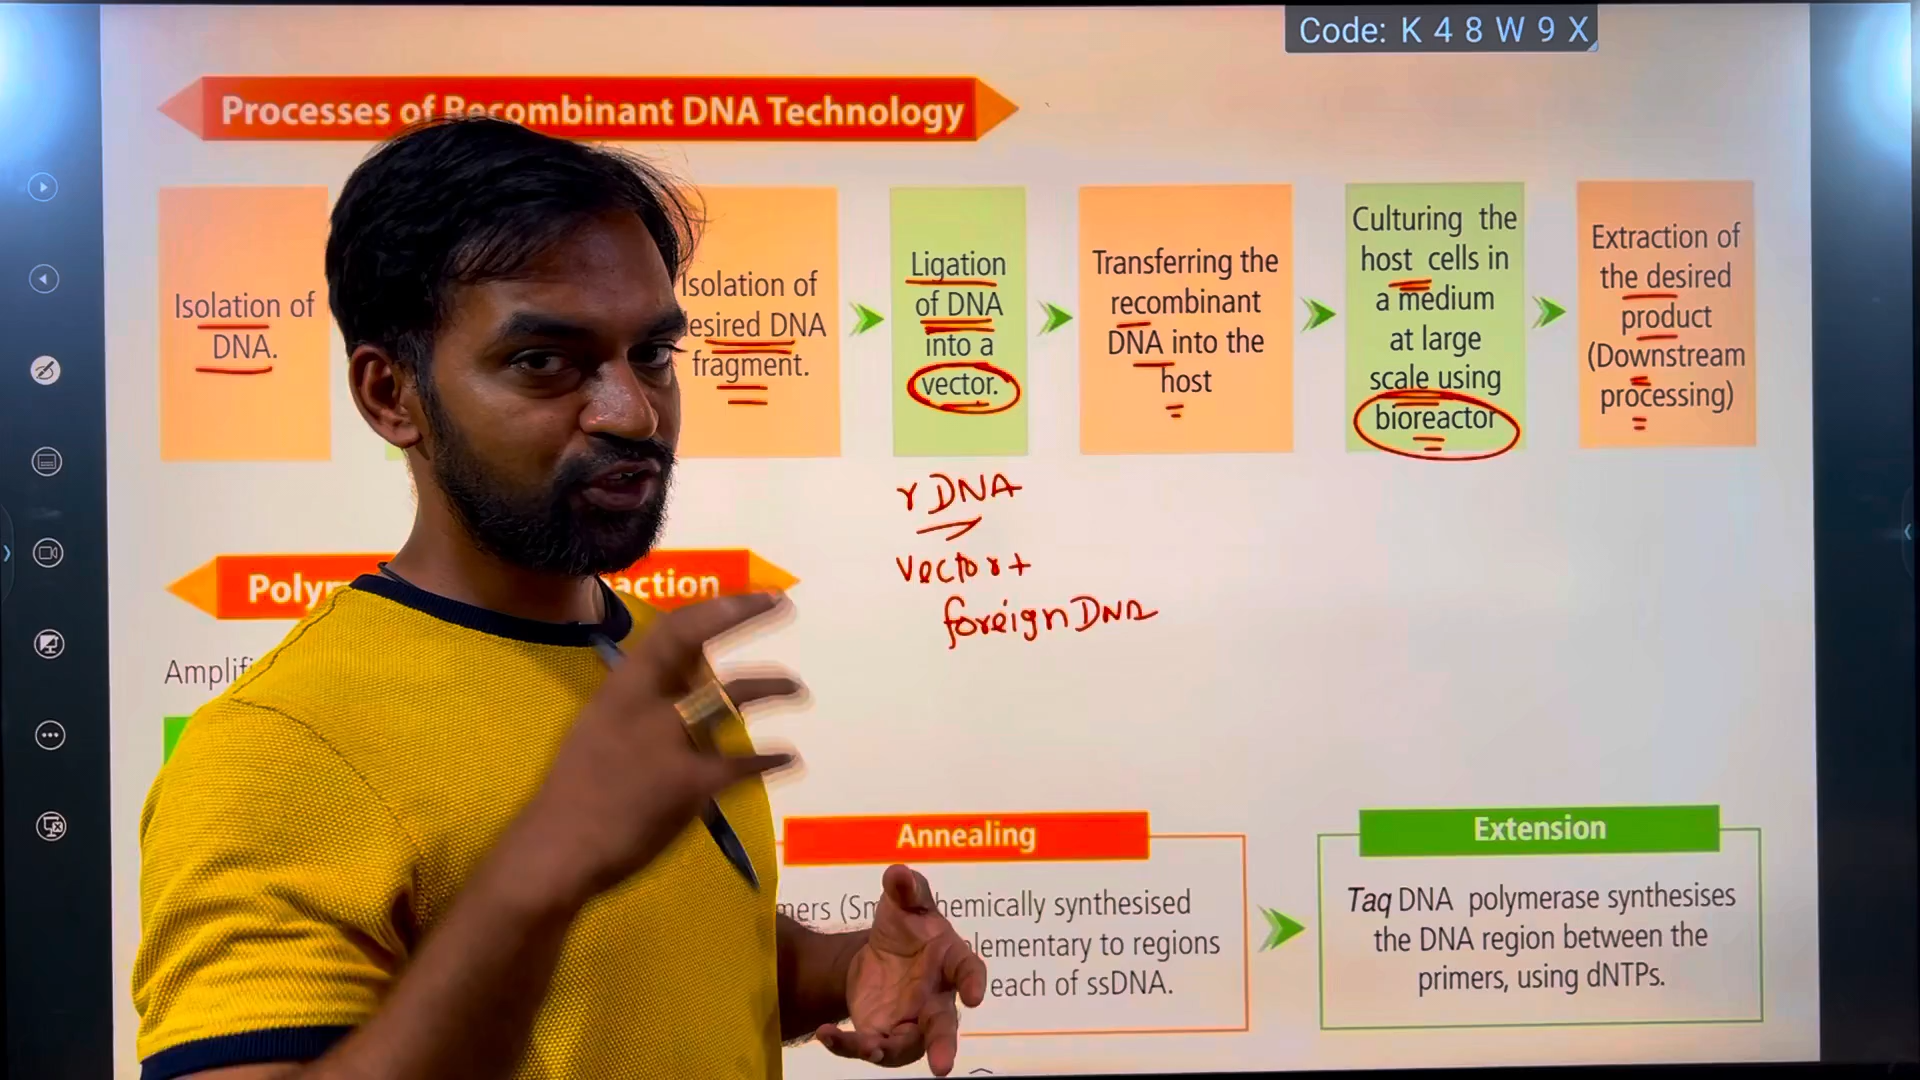 Code: K 4 8 W 9 X
Processes of Recombinant DNA Technology
Isolation of
DNA.
Isolation of
desired DNA
fragment.
Ligation
of DNA
into a
vector.
Transferring the
recombinant
DNA into the
host
Culturing the
host cells in
a medium
at large
scale using
bioreactor
Extraction of
the desired
product
(Downstream
processing)
r DNA
Vector +
foreign DNA
Poly action
Amplifi
Annealing
mers (Sm hemically synthesised
lementary to regions
each of ssDNA.
Extension
Taq DNA polymerase synthesises
the DNA region between the
primers, using dNTPs.